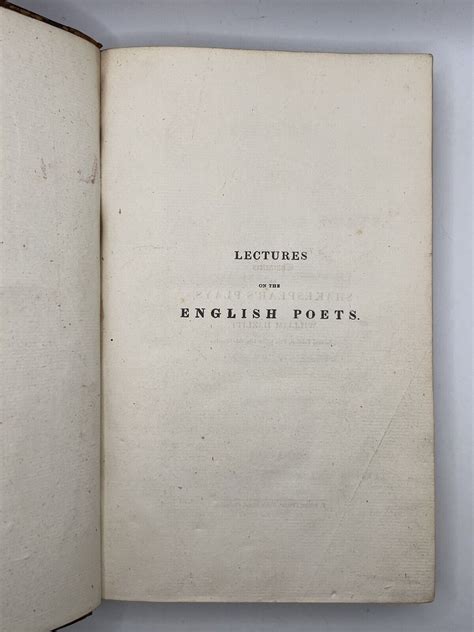 LECTURES
ON THE
ENGLISH POETS.